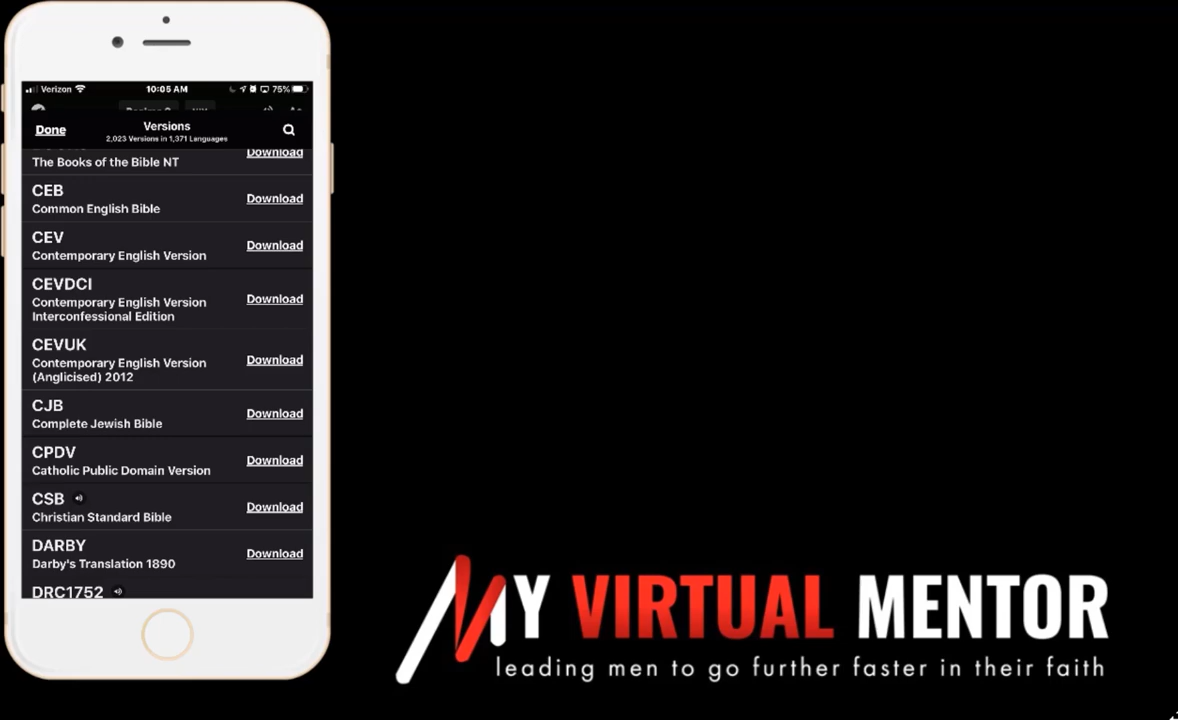 Verizon 10:05 AM 75%
Done
Versions
2,023 Versions in 1,371 Languages
The Books of the Bible NT
Download
CEB
Common English Bible
Download
CEV
Contemporary English Version
Download
CEVDCI
Contemporary English Version
Interconfessional Edition
Download
CEVUK
Contemporary English Version
(Anglicised) 2012
Download
CJB
Complete Jewish Bible
Download
CPDV
Catholic Public Domain Version
Download
CSB
Christian Standard Bible
Download
DARBY
Darby's Translation 1890
Download
DRC1752
MY VIRTUAL MENTOR
leading men to go further faster in their faith